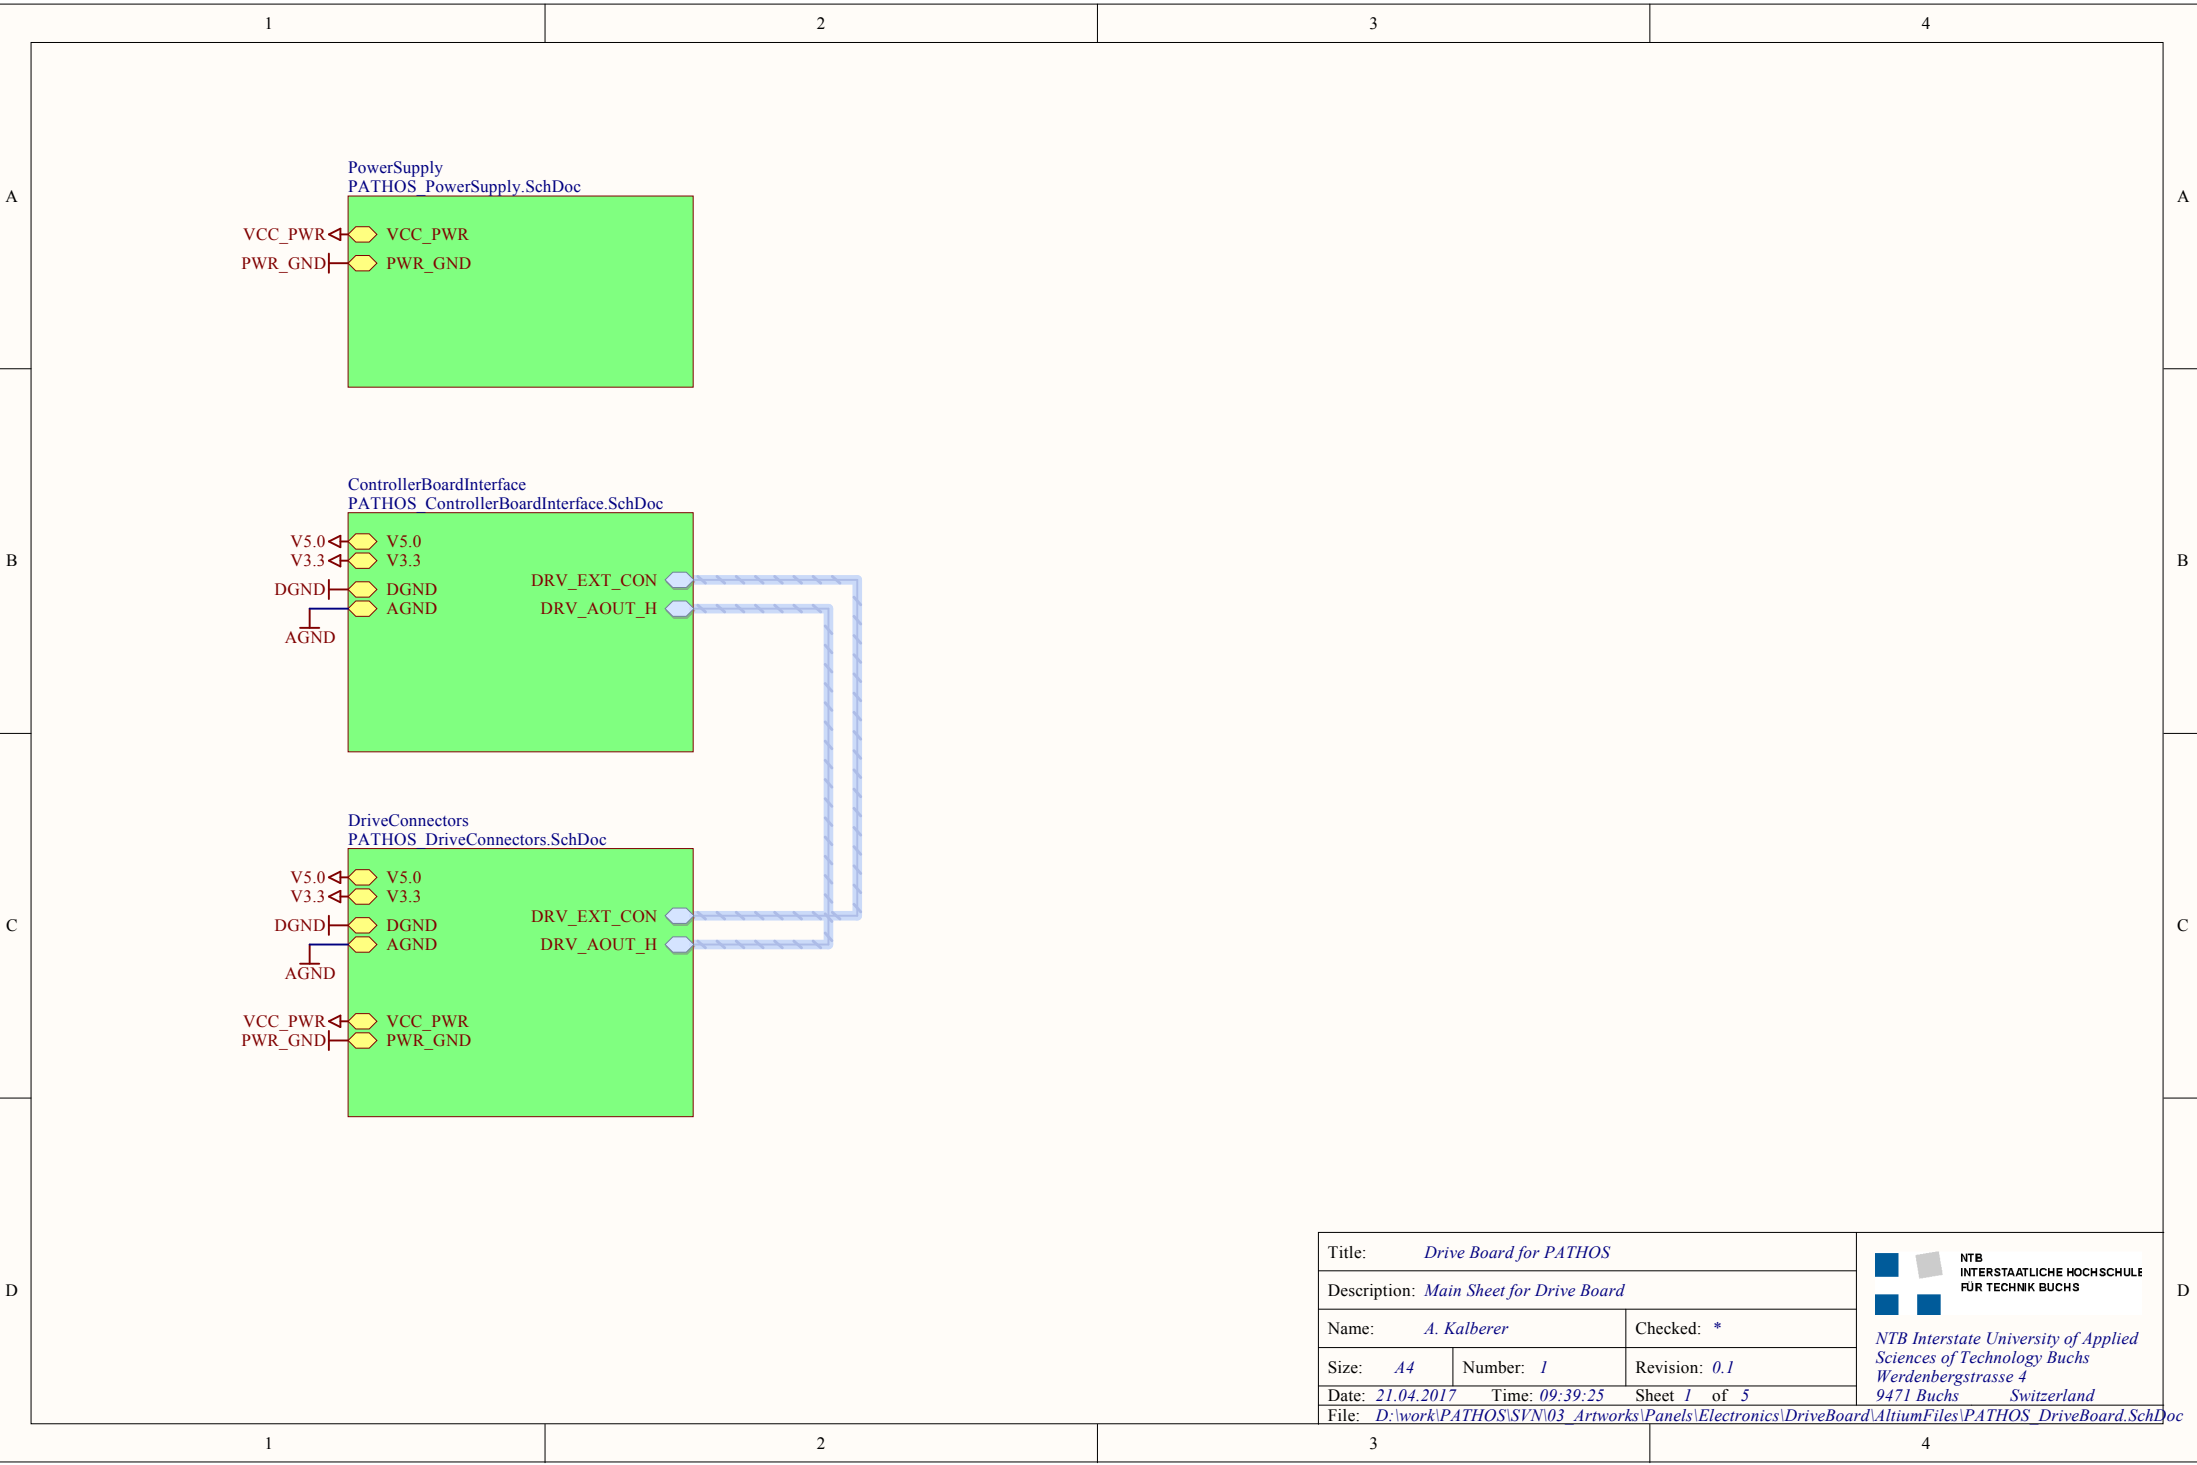 1 2 3 4
A A
PowerSupply
PATHOS_PowerSupply.SchDoc
VCC_PWR VCC_PWR
PWR_GND PWR_GND
B B
ControllerBoardInterface
PATHOS_ControllerBoardInterface.SchDoc
V5.0 V5.0
V3.3 V3.3
DRV_EXT_CON
DGND DGND
AGND DRV_AOUT_H
AGND
C C
DriveConnectors
PATHOS_DriveConnectors.SchDoc
V5.0 V5.0
V3.3 V3.3
DRV_EXT_CON
DGND DGND
AGND DRV_AOUT_H
AGND
VCC_PWR VCC_PWR
PWR_GND PWR_GND
D D
Title: Drive Board for PATHOS
Description: Main Sheet for Drive Board
Name: A. Kalberer Checked: *
Size: A4 Number: 1 Revision: 0.1
Date: 21.04.2017 Time: 09:39:25 Sheet 1 of 5
File: D:\work\PATHOS\SVN\03_Artworks\Panels\Electronics\DriveBoard\AltiumFiles\PATHOS_DriveBoard.SchDoc
NTB
INTERSTAATLICHE HOCHSCHULE
FÜR TECHNIK BUCHS
NTB Interstate University of Applied
Sciences of Technology Buchs
Werdenbergstrasse 4
9471 Buchs Switzerland
1 2 3 4